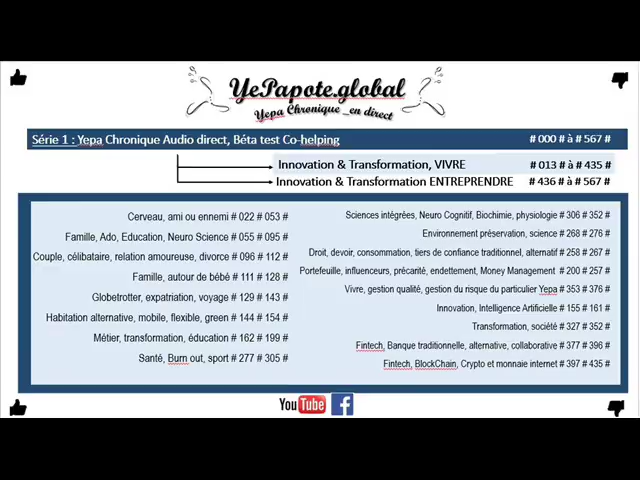 YePapote.global
Yepa Chronique _en direct
Série 1 : Yepa Chronique Audio direct, Béta test Co-helping # 000 # à # 567 #
Innovation & Transformation, VIVRE # 013 # à # 435 #
Innovation & Transformation ENTREPRENDRE # 436 # à # 567 #
Cerveau, ami ou ennemi # 022 # 053 #
Famille, Ado, Education, Neuro Science # 055 # 095 #
Couple, célibataire, relation amoureuse, divorce # 096 # 112 #
Famille, autour de bébé # 111 # 128 #
Globetrotter, expatriation, voyage # 129 # 143 #
Habitation alternative, mobile, flexible, green # 144 # 154 #
Métier, transformation, éducation # 162 # 199 #
Santé, Burn out, sport # 277 # 305 #
Sciences intégrées, Neuro Cognitif, Biochimie, physiologie # 306 # 352 #
Environnement préservation, science # 268 # 276 #
Droit, devoir, consommation, tiers de confiance traditionnel, alternatif # 258 # 267 #
Portefeuille, influenceurs, précarité, endettement, Money Management # 200 # 257 #
Vivre, gestion qualité, gestion du risque du particulier Yepa # 353 # 376 #
Innovation, Intelligence Artificielle # 155 # 161 #
Transformation, société # 327 # 352 #
Fintech, Banque traditionnelle, alternative, collaborative # 377 # 396 #
Fintech, BlockChain, Crypto et monnaie internet # 397 # 435 #
YouTube f